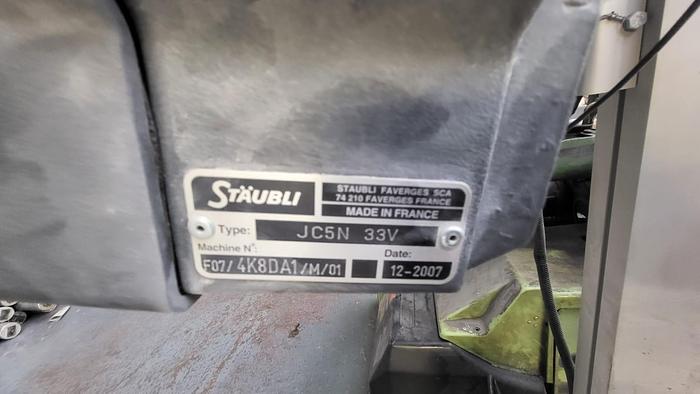 STÄUBLI
STAUBLI FAVERGES SCA
74 210 FAVERGES FRANCE
MADE IN FRANCE
Type: JC5N 33V
Machine N°:
F07/4K8DA1/M/01
Date:
12-2007